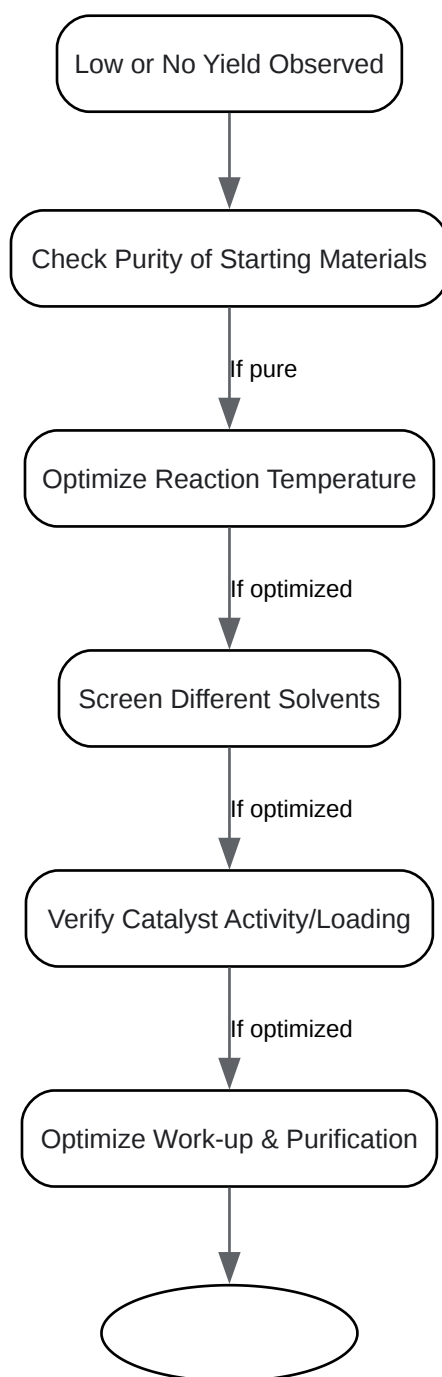 Low or No Yield Observed
Check Purity of Starting Materials
If pure
Optimize Reaction Temperature
If optimized
Screen Different Solvents
If optimized
Verify Catalyst Activity/Loading
If optimized
Optimize Work-up & Purification